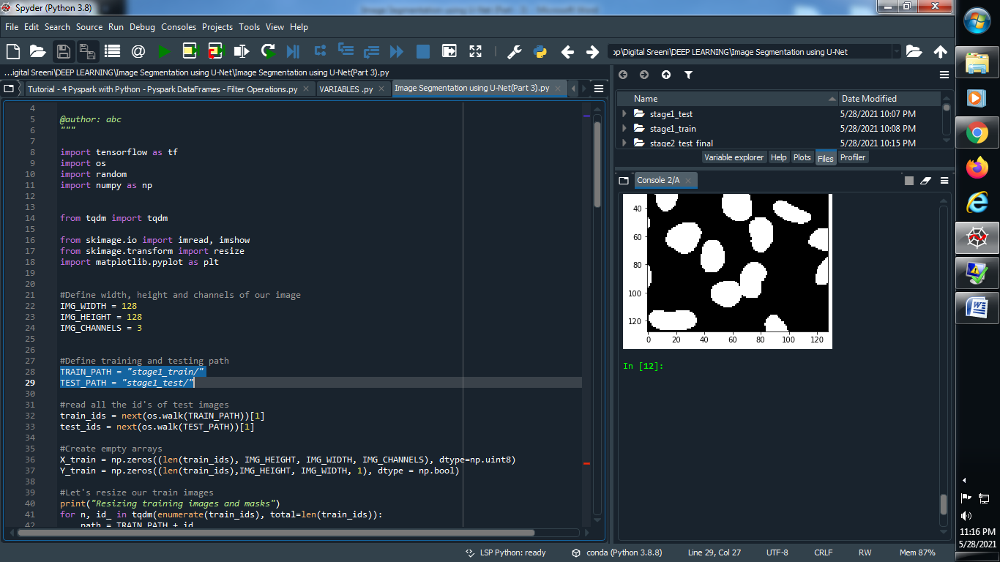 Spyder (Python 3.8)
File Edit Search Source Run Debug Consoles Projects Tools View Help
op\Digital Sreeni\DEEP LEARNING\Image Segmentation using U-Net
...igital Sreeni\DEEP LEARNING\Image Segmentation using U-Net\Image Segmentation using U-Net(Part 3).py
Tutorial - 4 Pyspark with Python - Pyspark DataFrames - Filter Operations.py
VARIABLES .py
Image Segmentation using U-Net(Part 3).py
4
5 @author: abc
6 """
7
8 import tensorflow as tf
9 import os
10 import random
11 import numpy as np
12
13
14 from tqdm import tqdm
15
16 from skimage.io import imread, imshow
17 from skimage.transform import resize
18 import matplotlib.pyplot as plt
19
20
21 #Define width, height and channels of our image
22 IMG_WIDTH = 128
23 IMG_HEIGHT = 128
24 IMG_CHANNELS = 3
25
26
27 #Define training and testing path
28 TRAIN_PATH = "stage1_train/"
29 TEST_PATH = "stage1_test/"
30
31 #read all the id's of test images
32 train_ids = next(os.walk(TRAIN_PATH))[1]
33 test_ids = next(os.walk(TEST_PATH))[1]
34
35 #Create empty arrays
36 X_train = np.zeros((len(train_ids), IMG_HEIGHT, IMG_WIDTH, IMG_CHANNELS), dtype=np.uint8)
37 Y_train = np.zeros((len(train_ids),IMG_HEIGHT, IMG_WIDTH, 1), dtype = np.bool)
38
39 #Let's resize our train images
40 print("Resizing training images and masks")
41 for n, id_ in tqdm(enumerate(train_ids), total=len(train_ids)):
42 path = TRAIN_PATH + id_
Name Date Modified
stage1_test 5/28/2021 10:07 PM
stage1_train 5/28/2021 10:08 PM
stage2_test_final 5/28/2021 10:15 PM
Variable explorer Help Plots Files Profiler
Console 2/A
40
60
80
100
120
0 20 40 60 80 100 120
In [12]:
LSP Python: ready conda (Python 3.8.8) Line 29, Col 27 UTF-8 CRLF RW Mem 87%
11:16 PM
5/28/2021